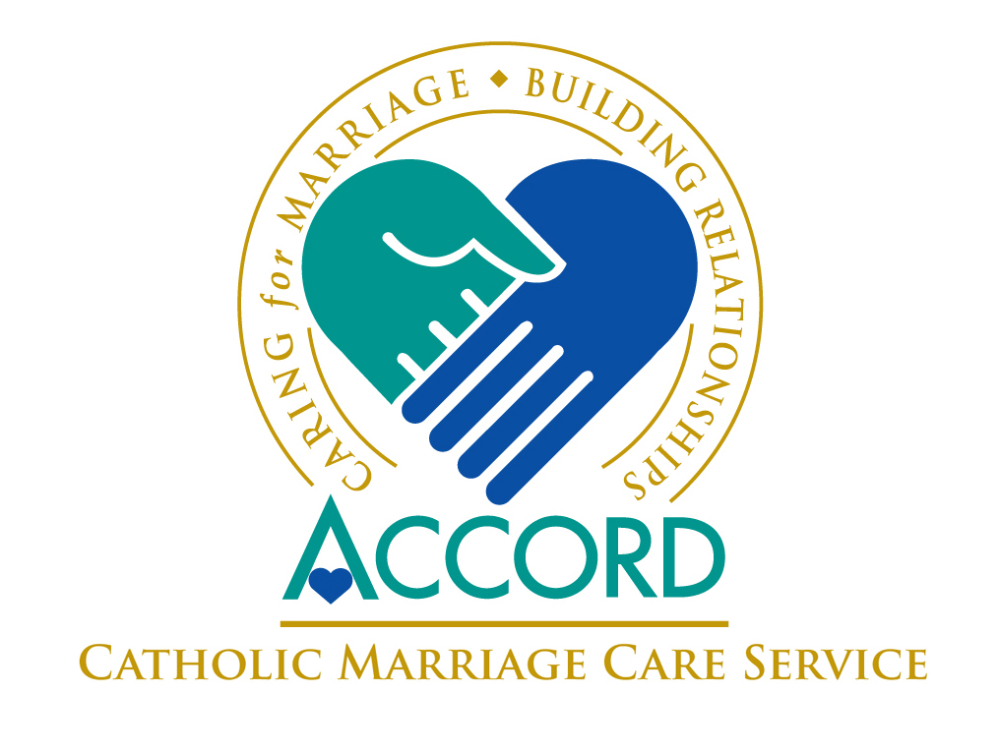 CARING for MARRIAGE ◆ BUILDING RELATIONSHIPS
ACCORD
CATHOLIC MARRIAGE CARE SERVICE